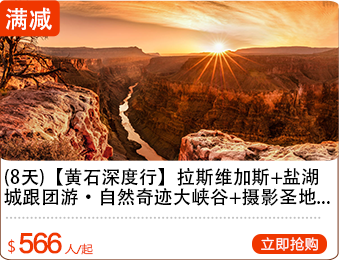 满减
(8天)【黄石深度行】拉斯维加斯+盐湖
城跟团游・自然奇迹大峡谷+摄影圣地...
$566人/起 立即抢购